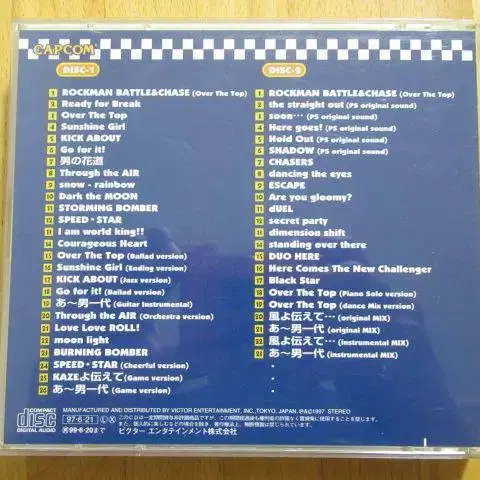 CAPCOM
DISC-1
1 ROCKMAN BATTLE&CHASE (Over The Top)
2 Ready for Break
3 Over The Top
4 Sunshine Girl
5 KICK ABOUT
6 Go for it!
7 男の花道
8 Through the AIR
9 snow - rainbow
10 Dark the MOON
11 STORMING BOMBER
12 SPEED・STAR
13 I am world king!!
14 Courageous Heart
15 Over The Top (Ballad version)
16 Sunshine Girl (Ending version)
17 KICK ABOUT (Jazz version)
18 Go for it! (Ballad version)
19 あ〜男一代 (Guitar Instrumental)
20 Through the AIR (Orchestra version)
21 Love Love ROLL!
22 moon light
23 BURNING BOMBER
24 SPEED・STAR (Cheerful version)
25 KAZEよ伝えて (Game version)
26 あ〜男一代 (Game version)
DISC-2
1 ROCKMAN BATTLE&CHASE (Over The Top)
2 the straight out (PS original sound)
3 soon… (PS original sound)
4 Here goes! (PS original sound)
5 Hold Out (PS original sound)
6 SHADOW (PS original sound)
7 CHASERS
8 dancing the eyes
9 ESCAPE
10 Are you gloomy?
11 dUEL
12 secret party
13 dimension shift
14 standing over there
15 DUO HERE
16 Here Comes The New Challenger
17 Black Star
18 Over The Top (Piano Solo version)
19 Over The Top (dance Mix version)
20 風よ伝えて… (original MIX)
21 あ〜男一代 (original MIX)
22 風よ伝えて… (instrumental MIX)
23 あ〜男一代 (instrumental MIX)
COMPACT
disc
DIGITAL AUDIO
97·6·21
99·6·20まで
MANUFACTURED AND DISTRIBUTED BY VICTOR ENTERTAINMENT, INC., TOKYO, JAPAN. ℗&©1997 STEREO
ビクター エンタテインメント株式会社